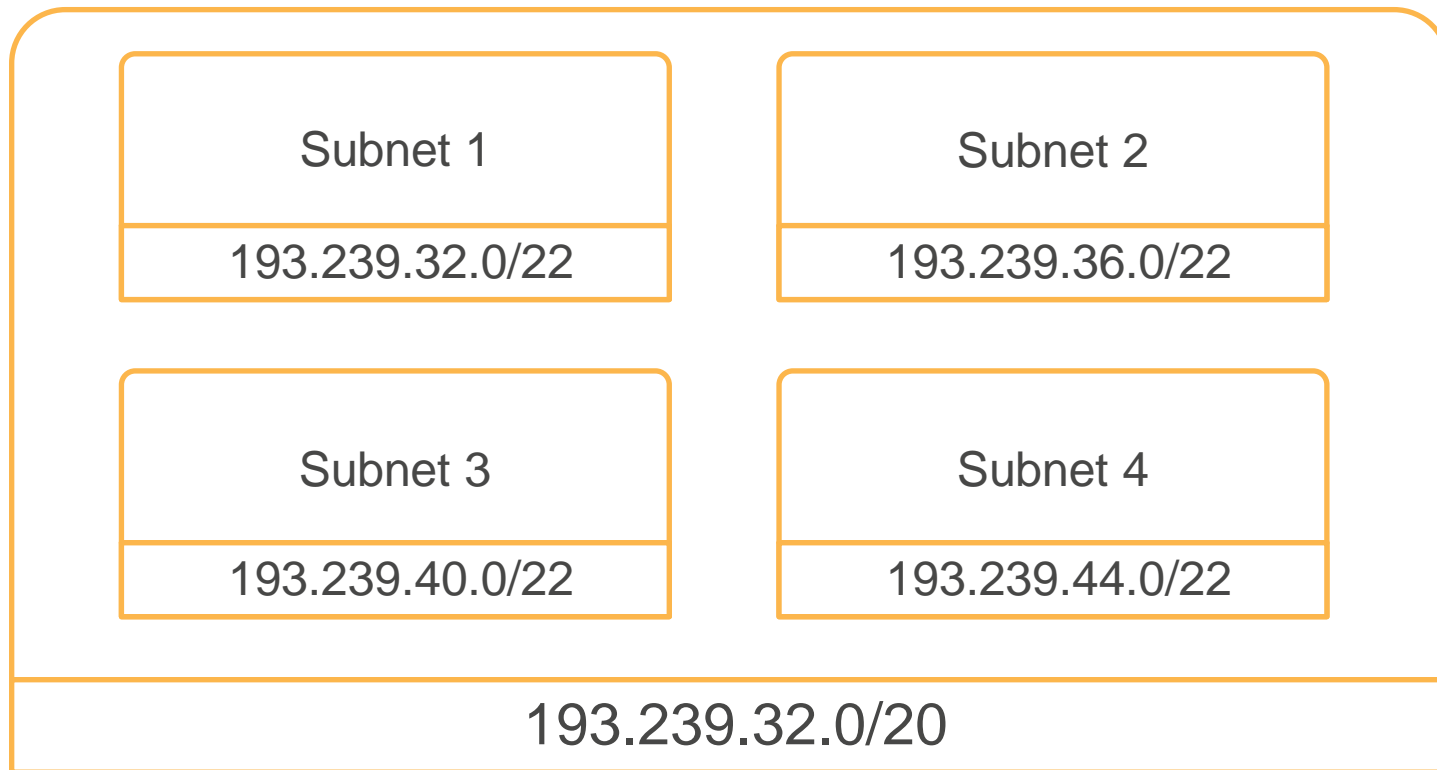 Subnet 1
193.239.32.0/22
Subnet 2
193.239.36.0/22
Subnet 3
193.239.40.0/22
Subnet 4
193.239.44.0/22
193.239.32.0/20